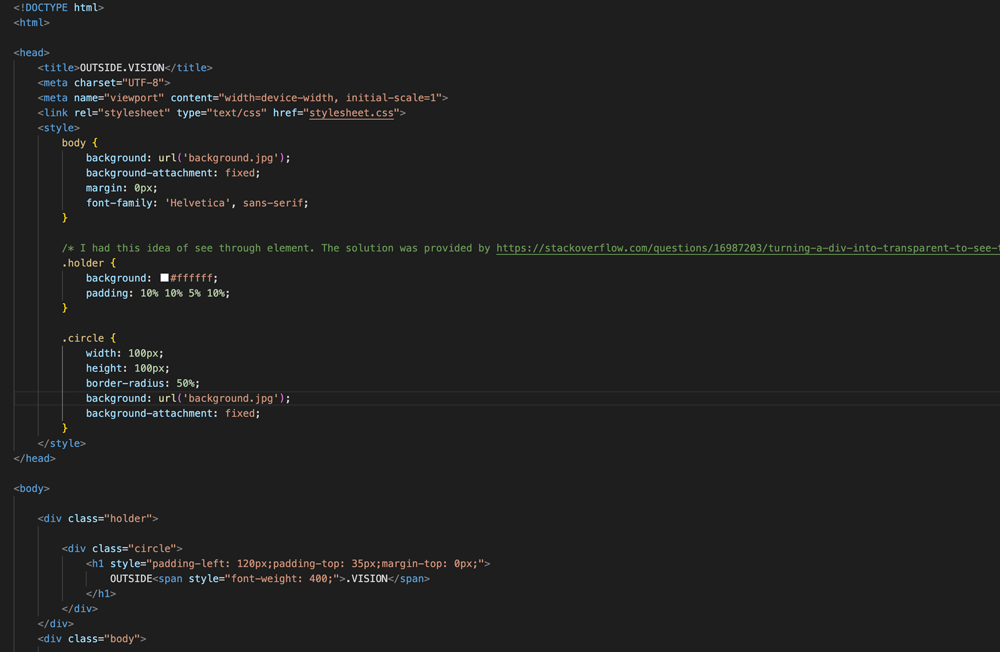 <!DOCTYPE html>
<html>
<head>
<title>OUTSIDE.VISION</title>
<meta charset="UTF-8">
<meta name="viewport" content="width=device-width, initial-scale=1">
<link rel="stylesheet" type="text/css" href="stylesheet.css">
<style>
body {
background: url('background.jpg');
background-attachment: fixed;
margin: 0px;
font-family: 'Helvetica', sans-serif;
}
/* I had this idea of see through element. The solution was provided by https://stackoverflow.com/questions/16987203/turning-a-div-into-transparent-to-see-
.holder {
background: #ffffff;
padding: 10% 10% 5% 10%;
}
.circle {
width: 100px;
height: 100px;
border-radius: 50%;
background: url('background.jpg');
background-attachment: fixed;
}
</style>
</head>
<body>
<div class="holder">
<div class="circle">
<h1 style="padding-left: 120px;padding-top: 35px;margin-top: 0px;">
OUTSIDE<span style="font-weight: 400;">.VISION</span>
</h1>
</div>
</div>
<div class="body">